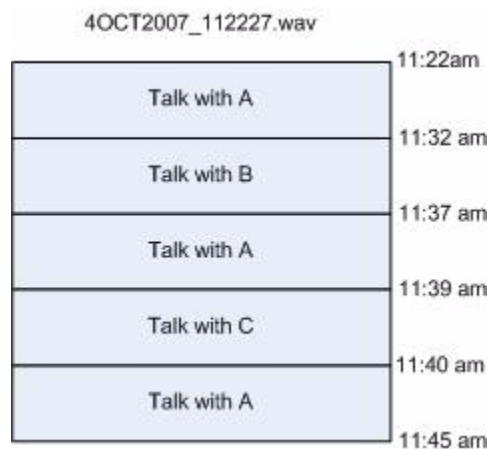 4OCT2007_112227.wav
11:22am
Talk with A
11:32 am
Talk with B
11:37 am
Talk with A
11:39 am
Talk with C
11:40 am
Talk with A
11:45 am